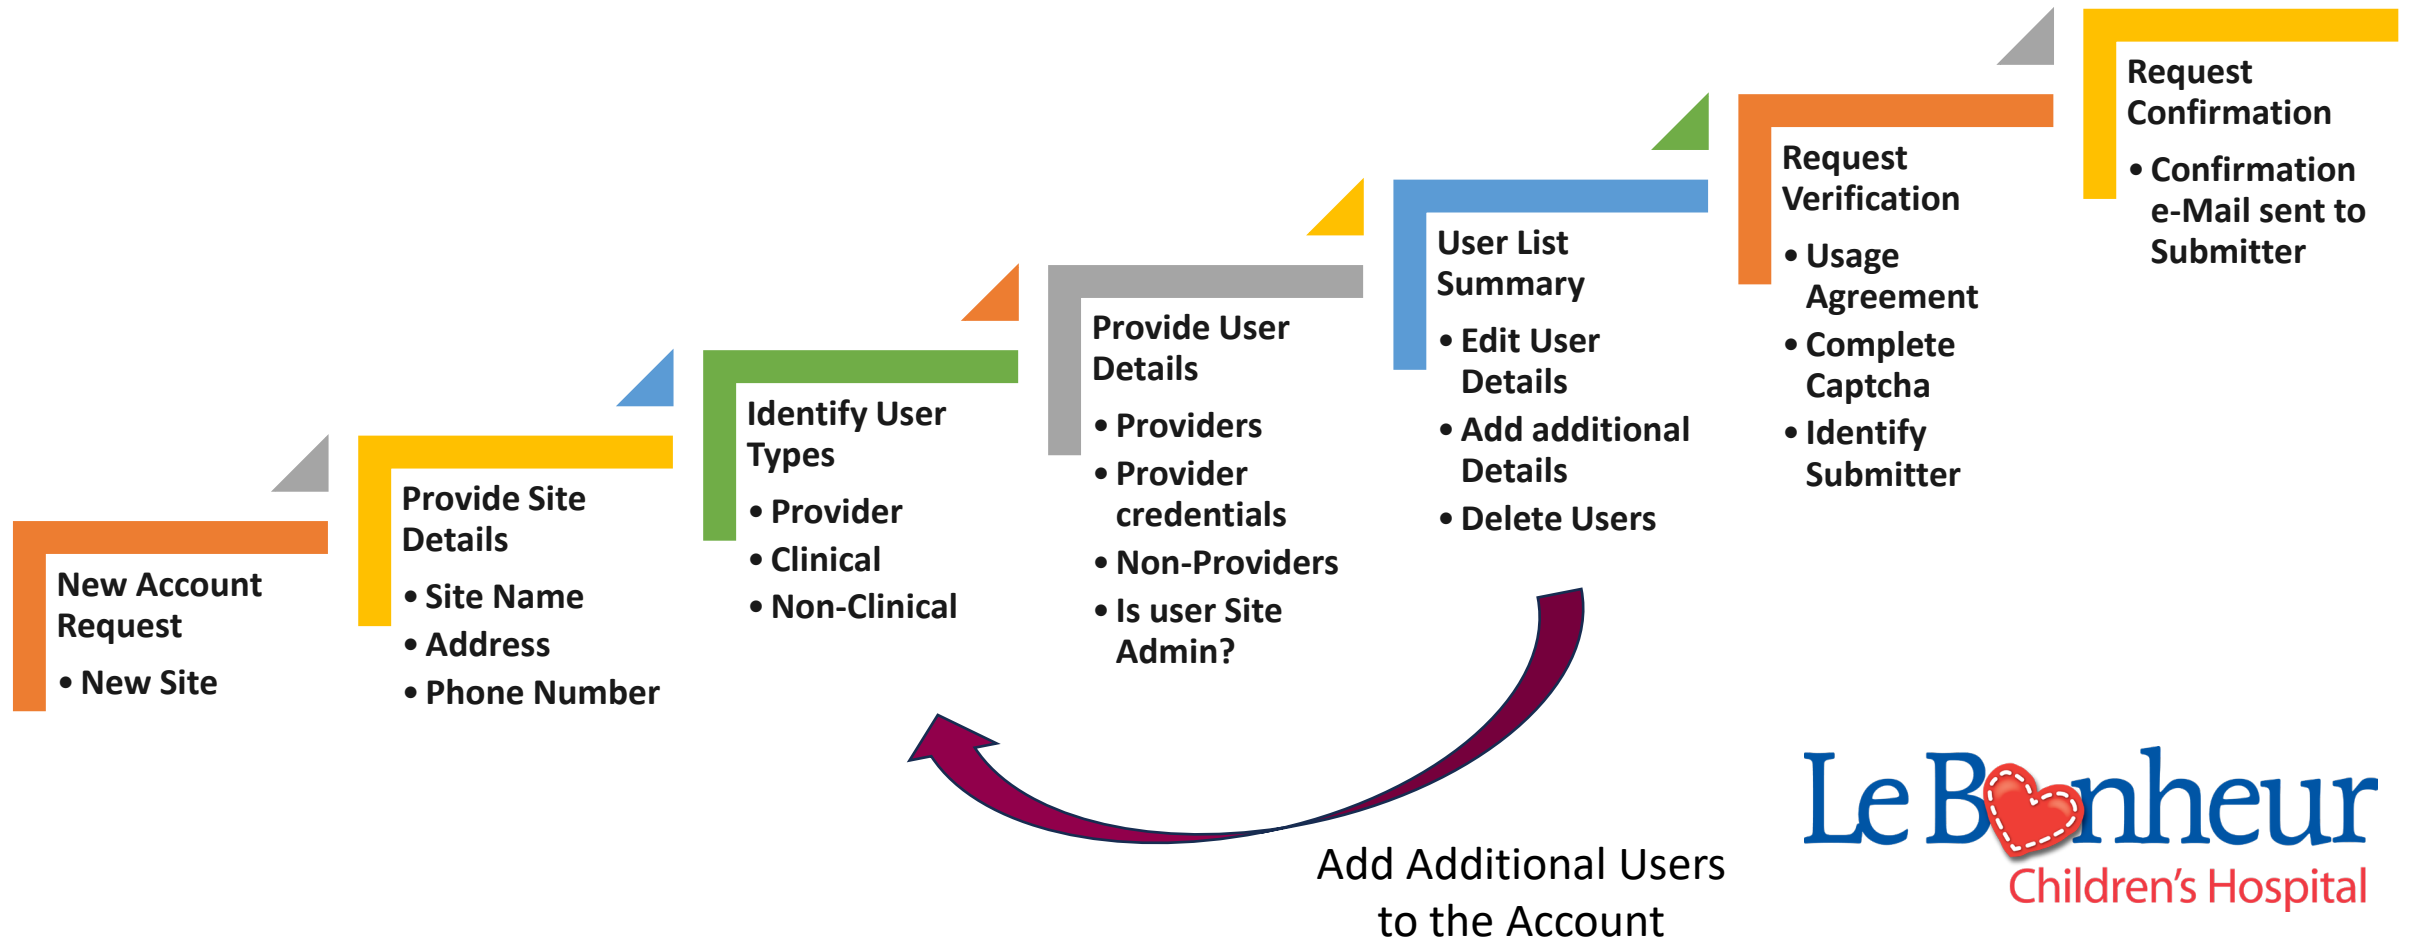 New Account
Request
• New Site
Provide Site
Details
• Site Name
• Address
• Phone Number
Identify User
Types
• Provider
• Clinical
• Non-Clinical
Provide User
Details
• Providers
• Provider
credentials
• Non-Providers
• Is user Site
Admin?
User List
Summary
• Edit User
Details
• Add additional
Details
• Delete Users
Request
Verification
• Usage
Agreement
• Complete
Captcha
• Identify
Submitter
Request
Confirmation
• Confirmation
e-Mail sent to
Submitter
Add Additional Users
to the Account
Le Bonheur
Children's Hospital